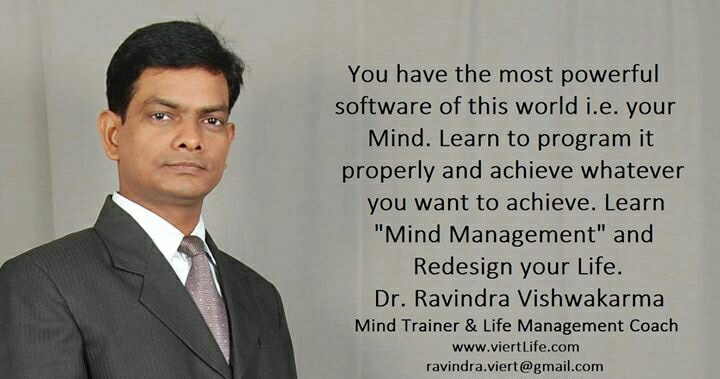 You have the most powerful
software of this world i.e. your
Mind. Learn to program it
properly and achieve whatever
you want to achieve. Learn
"Mind Management" and
Redesign your Life.
Dr. Ravindra Vishwakarma
Mind Trainer & Life Management Coach
www.viertLife.com
ravindra.viert@gmail.com